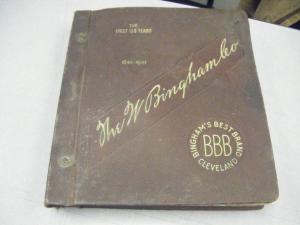 THE
FIRST 100 YEARS
1841-1941
The W Bingham Co
BINGHAM'S BEST BRAND
BBB
CLEVELAND